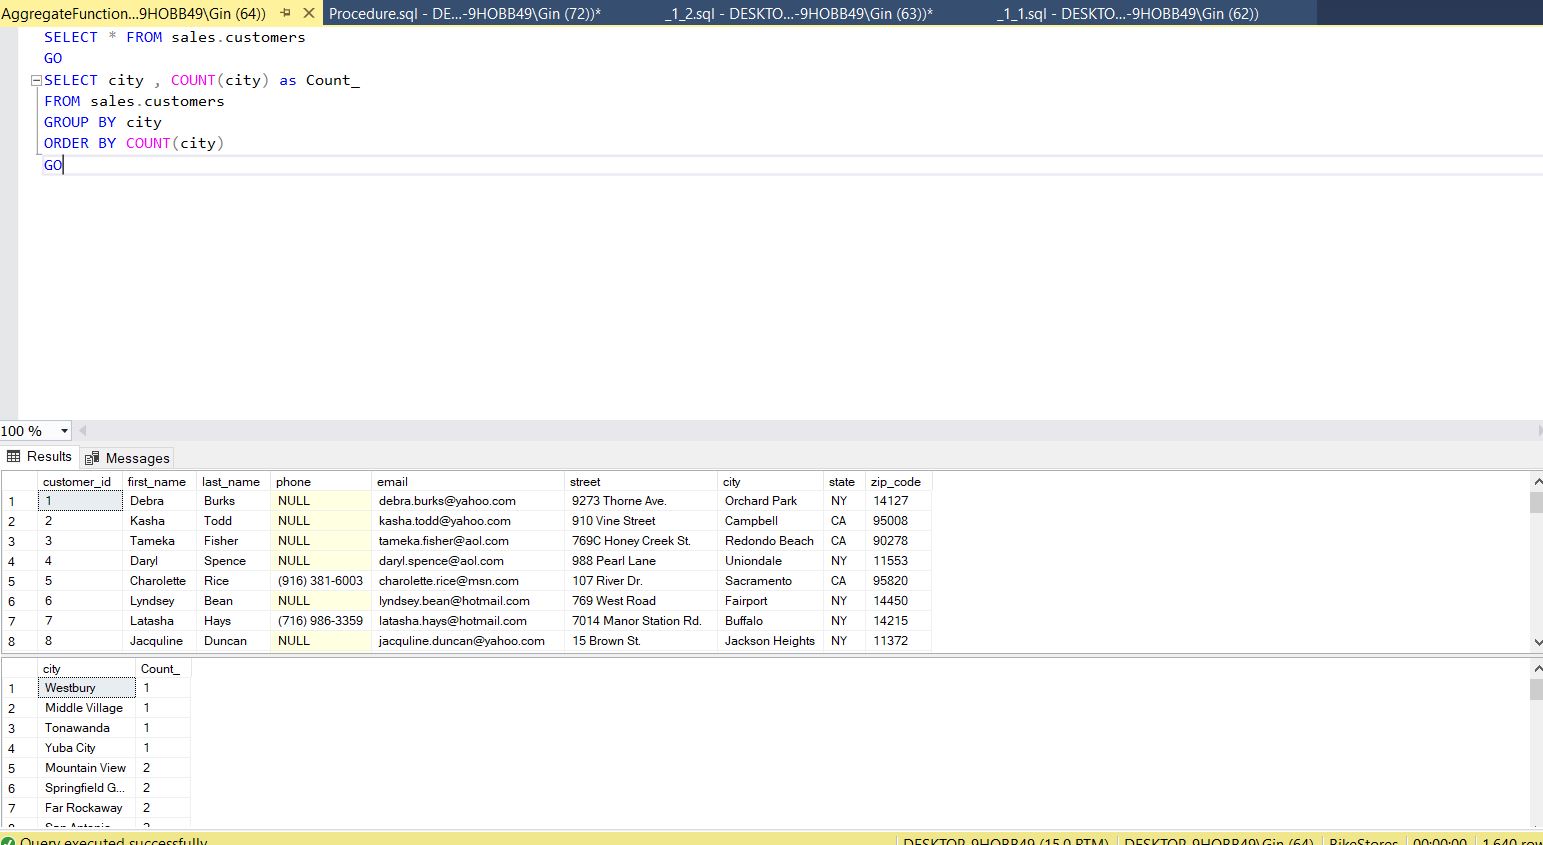 AggregateFunction...9HOBB49\Gin (64)) Procedure.sql - DE...-9HOBB49\Gin (72))* _1_2.sql - DESKTO...-9HOBB49\Gin (63))* _1_1.sql - DESKTO...-9HOBB49\Gin (62))
SELECT * FROM sales.customers
GO
SELECT city , COUNT(city) as Count_
FROM sales.customers
GROUP BY city
ORDER BY COUNT(city)
GO
100 %
Results Messages
customer_id first_name last_name phone email street city state zip_code
1 1 Debra Burks NULL debra.burks@yahoo.com 9273 Thorne Ave. Orchard Park NY 14127
2 2 Kasha Todd NULL kasha.todd@yahoo.com 910 Vine Street Campbell CA 95008
3 3 Tameka Fisher NULL tameka.fisher@aol.com 769C Honey Creek St. Redondo Beach CA 90278
4 4 Daryl Spence NULL daryl.spence@aol.com 988 Pearl Lane Uniondale NY 11553
5 5 Charolette Rice (916) 381-6003 charolette.rice@msn.com 107 River Dr. Sacramento CA 95820
6 6 Lyndsey Bean NULL lyndsey.bean@hotmail.com 769 West Road Fairport NY 14450
7 7 Latasha Hays (716) 986-3359 latasha.hays@hotmail.com 7014 Manor Station Rd. Buffalo NY 14215
8 8 Jacquline Duncan NULL jacquline.duncan@yahoo.com 15 Brown St. Jackson Heights NY 11372
city Count_
1 Westbury 1
2 Middle Village 1
3 Tonawanda 1
4 Yuba City 1
5 Mountain View 2
6 Springfield G... 2
7 Far Rockaway 2
San Antonio 2
Query executed successfully DESKTOP-9HOBB49 (15.0 RTM) DESKTOP-9HOBB49\Gin (64) BikeStores 00:00:00 1,640 row